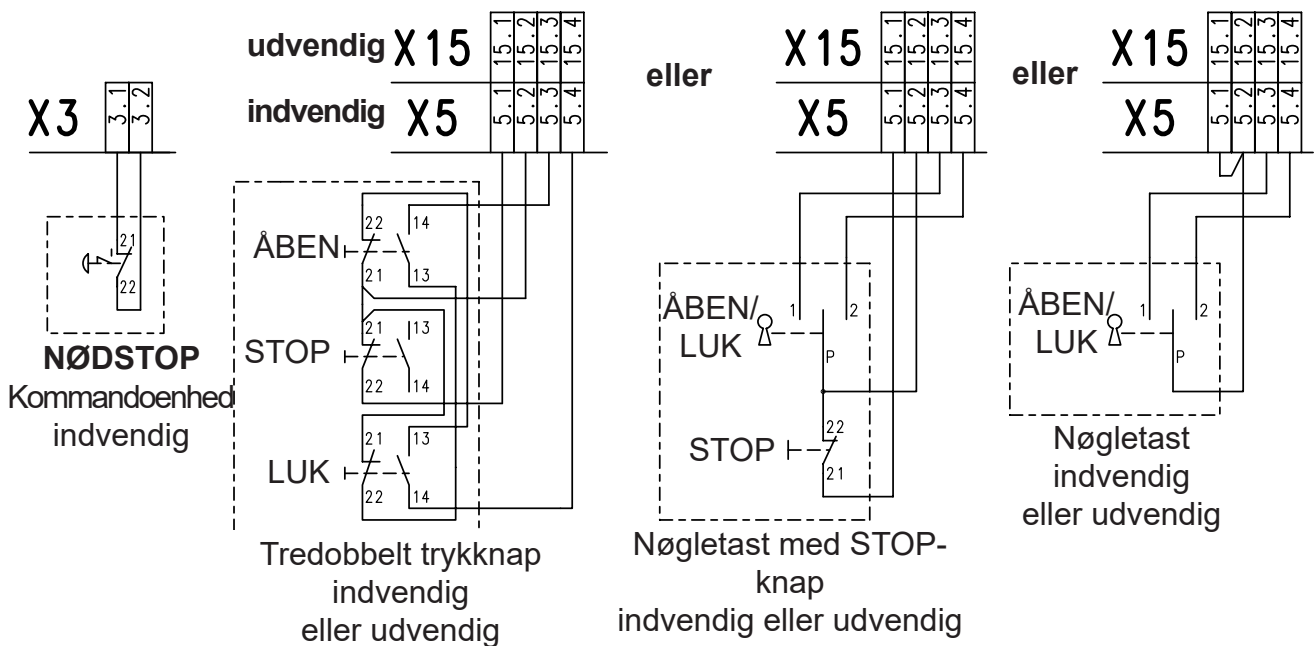 X3
3.1
3.2
21
22
NØDSTOP
Kommandoenhed
indvendig
udvendig X15
15.1
15.2
15.3
15.4
indvendig X5
5.1
5.2
5.3
5.4
ÅBEN
22
14
21
13
STOP
21
13
22
14
LUK
21
13
22
14
Tredobbelt trykknap
indvendig
eller udvendig
eller
X15
15.1
15.2
15.3
15.4
X5
5.1
5.2
5.3
5.4
ÅBEN/
LUK
1
2
P
STOP
22
21
Nøgletast med STOP-
knap
indvendig eller udvendig
eller
X15
15.1
15.2
15.3
15.4
X5
5.1
5.2
5.3
5.4
ÅBEN/
LUK
1
2
P
Nøgletast
indvendig
eller udvendig